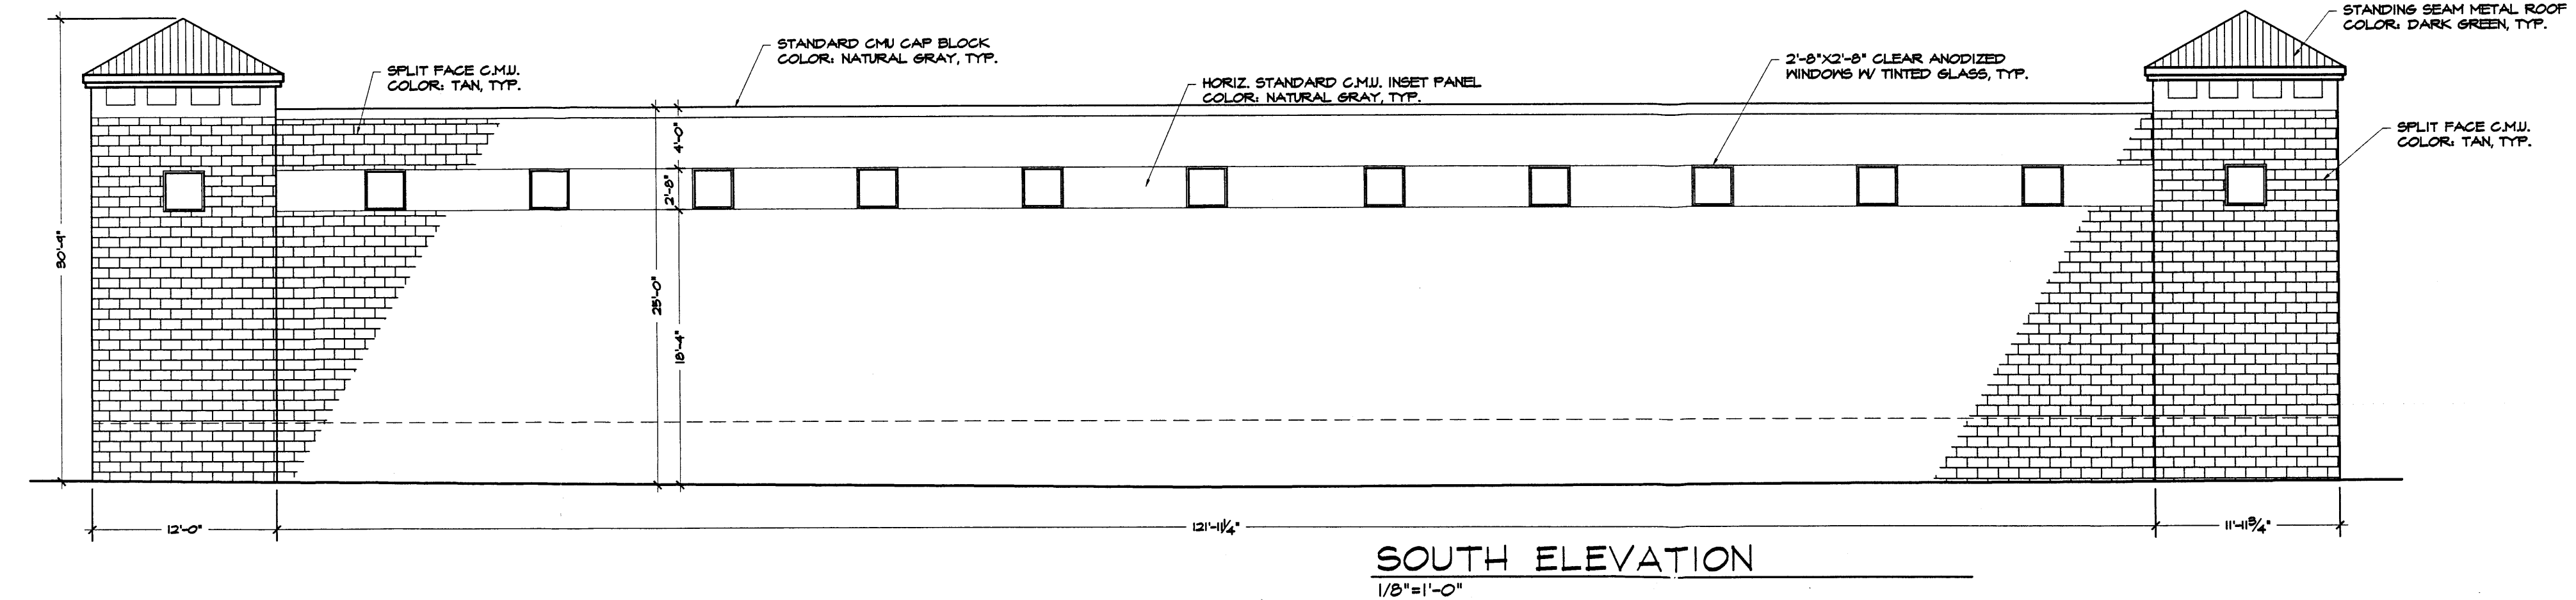 STANDING SEAM METAL ROOF
COLOR: DARK GREEN, TYP.
STANDARD CMU CAP BLOCK
COLOR: NATURAL GRAY, TYP.
2'-8"X2'-8" CLEAR ANODIZED
WINDOWS W/ TINTED GLASS, TYP.
SPLIT FACE C.M.U.
COLOR: TAN, TYP.
HORIZ. STANDARD C.M.U. INSET PANEL
COLOR: NATURAL GRAY, TYP.
SPLIT FACE C.M.U.
COLOR: TAN, TYP.
4'-0"
2'-8"
30'-9"
25'-0"
18'-4"
12'-0"
121'-11¼"
11'-11¾"
SOUTH ELEVATION
1/8"=1'-0"